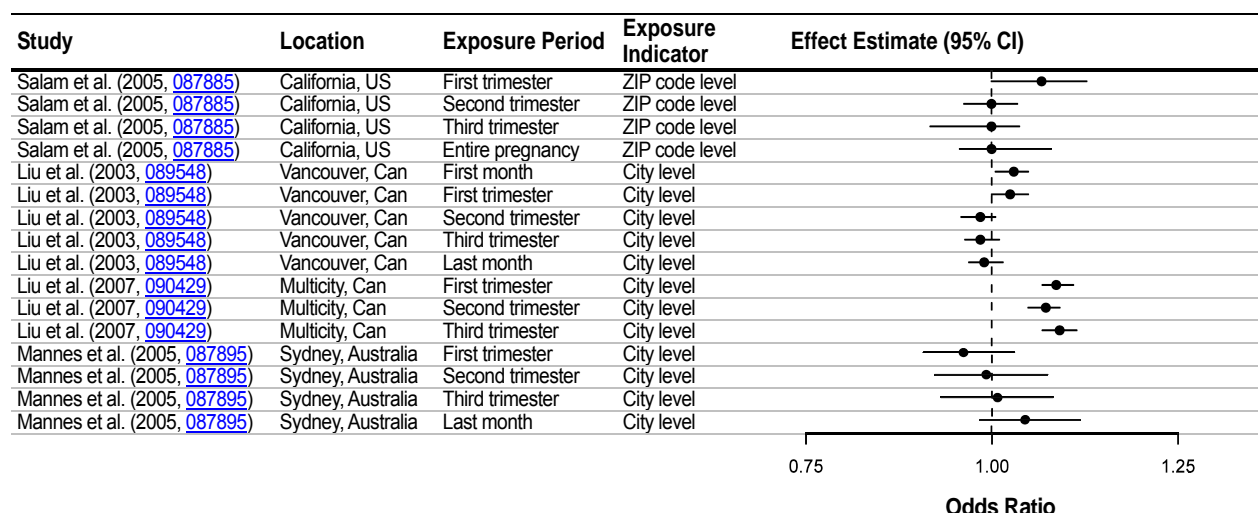 Study Location Exposure Period Exposure Indicator Effect Estimate (95% CI)
Salam et al. (2005, 087885) California, US First trimester ZIP code level
Salam et al. (2005, 087885) California, US Second trimester ZIP code level
Salam et al. (2005, 087885) California, US Third trimester ZIP code level
Salam et al. (2005, 087885) California, US Entire pregnancy ZIP code level
Liu et al. (2003, 089548) Vancouver, Can First month City level
Liu et al. (2003, 089548) Vancouver, Can First trimester City level
Liu et al. (2003, 089548) Vancouver, Can Second trimester City level
Liu et al. (2003, 089548) Vancouver, Can Third trimester City level
Liu et al. (2003, 089548) Vancouver, Can Last month City level
Liu et al. (2007, 090429) Multicity, Can First trimester City level
Liu et al. (2007, 090429) Multicity, Can Second trimester City level
Liu et al. (2007, 090429) Multicity, Can Third trimester City level
Mannes et al. (2005, 087895) Sydney, Australia First trimester City level
Mannes et al. (2005, 087895) Sydney, Australia Second trimester City level
Mannes et al. (2005, 087895) Sydney, Australia Third trimester City level
Mannes et al. (2005, 087895) Sydney, Australia Last month City level
0.75 1.00 1.25
Odds Ratio